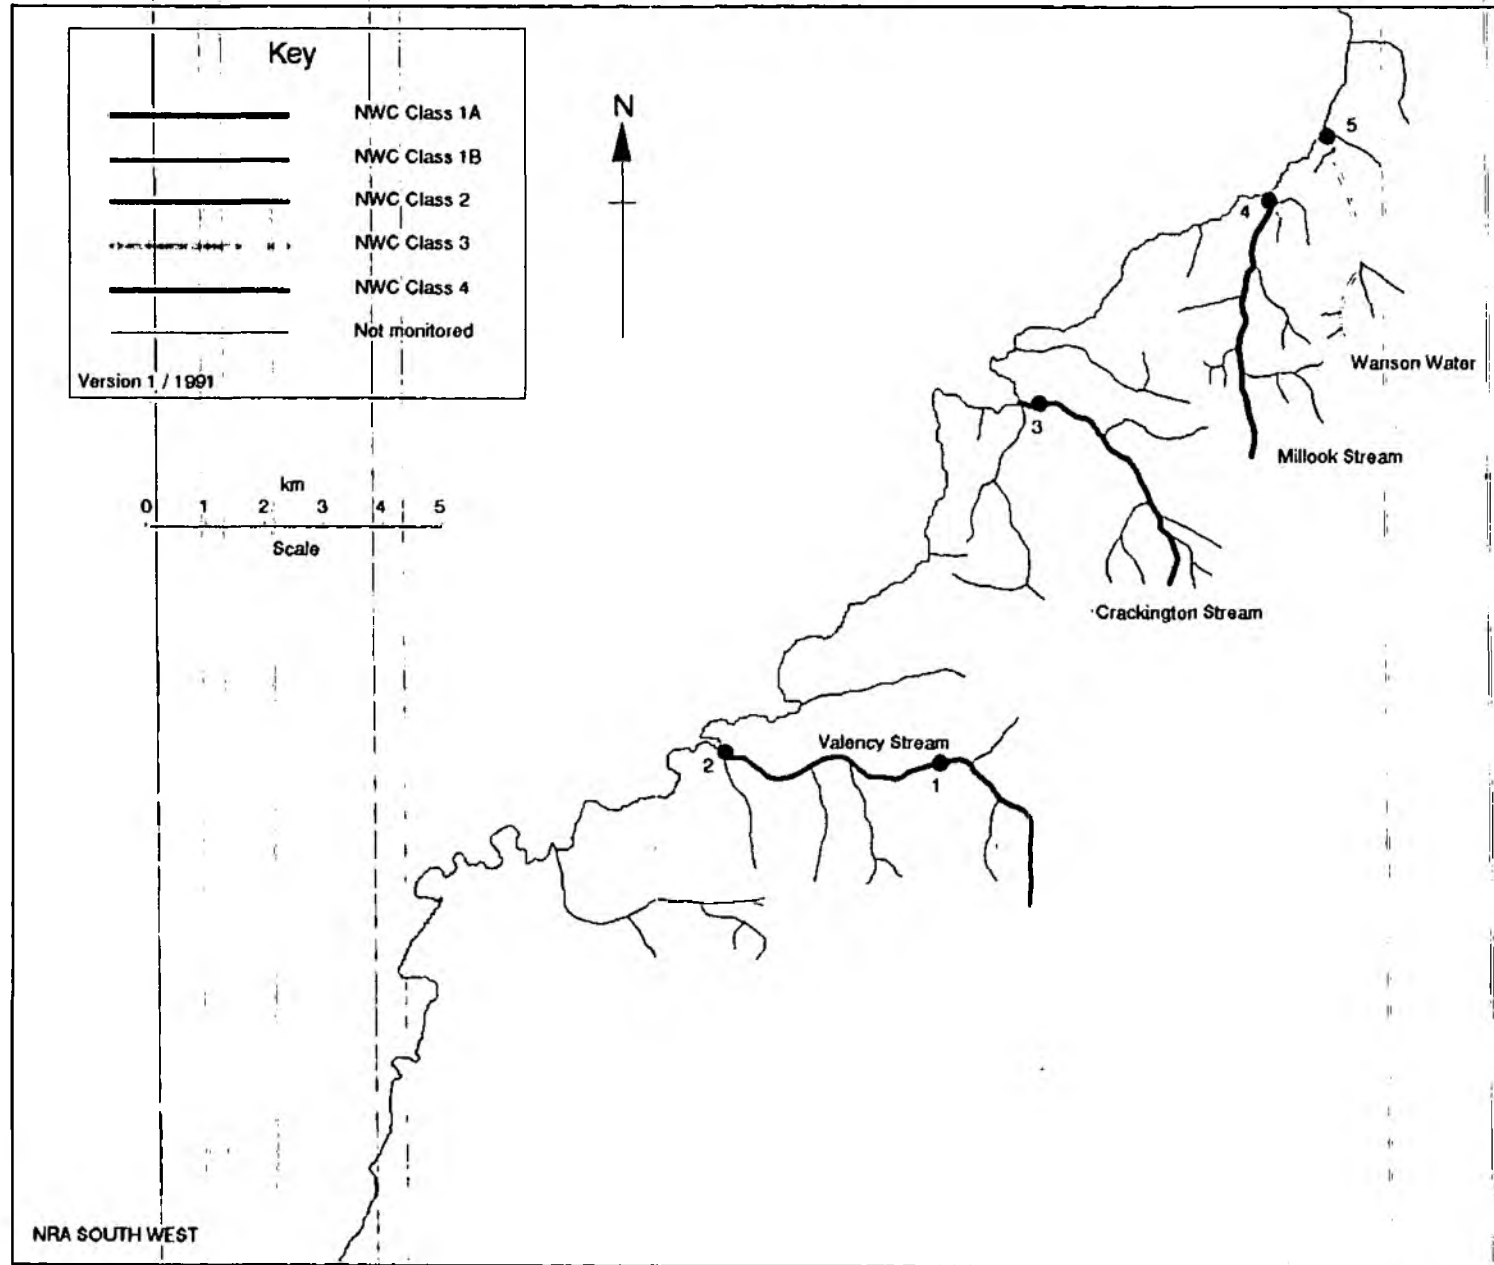 Key
NWC Class 1A
NWC Class 1B
NWC Class 2
NWC Class 3
NWC Class 4
Not monitored
Version 1 / 1991
N
5
4
Wanson Water
3
Millook Stream
km
0 1 2 3 4 5
Scale
Crackington Stream
Valency Stream
2
1
NRA SOUTH WEST